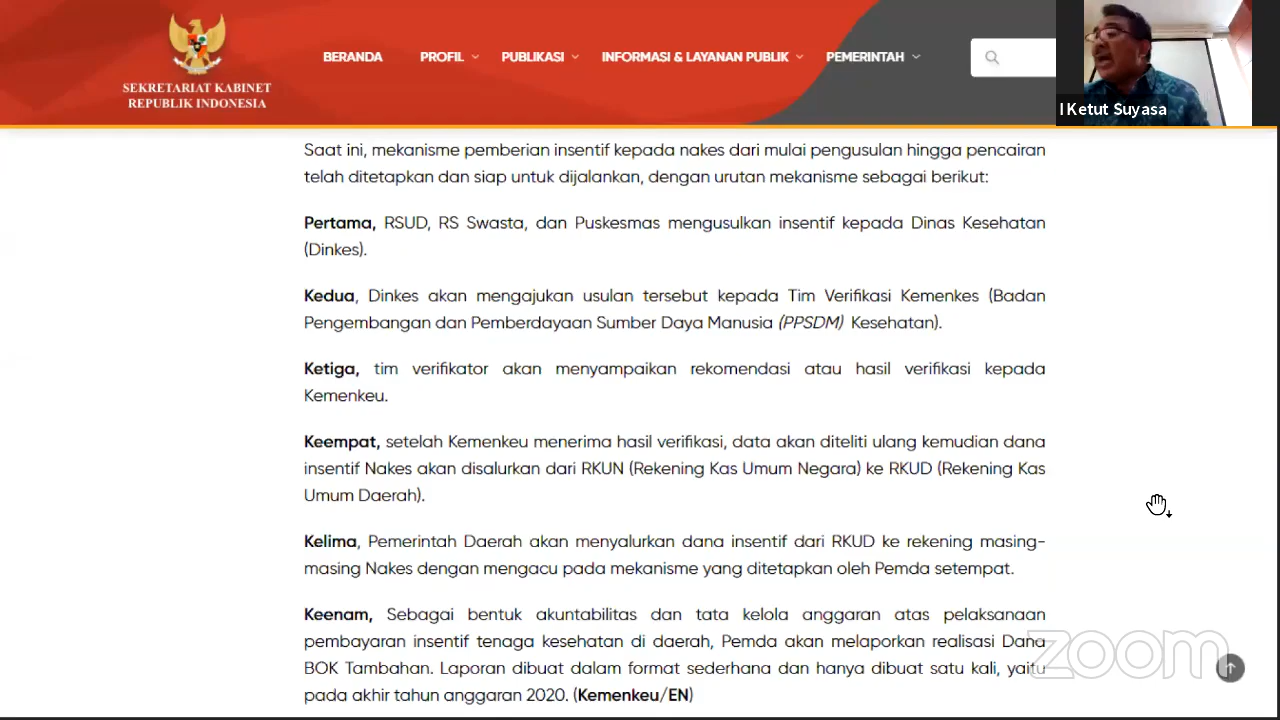 SEKRETARIAT KABINET
REPUBLIK INDONESIA
BERANDA PROFIL PUBLIKASI INFORMASI & LAYANAN PUBLIK PEMERINTAH
I Ketut Suyasa
Saat ini, mekanisme pemberian insentif kepada nakes dari mulai pengusulan hingga pencairan
telah ditetapkan dan siap untuk dijalankan, dengan urutan mekanisme sebagai berikut:
Pertama, RSUD, RS Swasta, dan Puskesmas mengusulkan insentif kepada Dinas Kesehatan
(Dinkes).
Kedua, Dinkes akan mengajukan usulan tersebut kepada Tim Verifikasi Kemenkes (Badan
Pengembangan dan Pemberdayaan Sumber Daya Manusia (PPSDM) Kesehatan).
Ketiga, tim verifikator akan menyampaikan rekomendasi atau hasil verifikasi kepada
Kemenkeu.
Keempat, setelah Kemenkeu menerima hasil verifikasi, data akan diteliti ulang kemudian dana
insentif Nakes akan disalurkan dari RKUN (Rekening Kas Umum Negara) ke RKUD (Rekening Kas
Umum Daerah).
Kelima, Pemerintah Daerah akan menyalurkan dana insentif dari RKUD ke rekening masing-
masing Nakes dengan mengacu pada mekanisme yang ditetapkan oleh Pemda setempat.
Keenam, Sebagai bentuk akuntabilitas dan tata kelola anggaran atas pelaksanaan
pembayaran insentif tenaga kesehatan di daerah, Pemda akan melaporkan realisasi Dana
BOK Tambahan. Laporan dibuat dalam format sederhana dan hanya dibuat satu kali, yaitu
pada akhir tahun anggaran 2020. (Kemenkeu/EN)
zoom